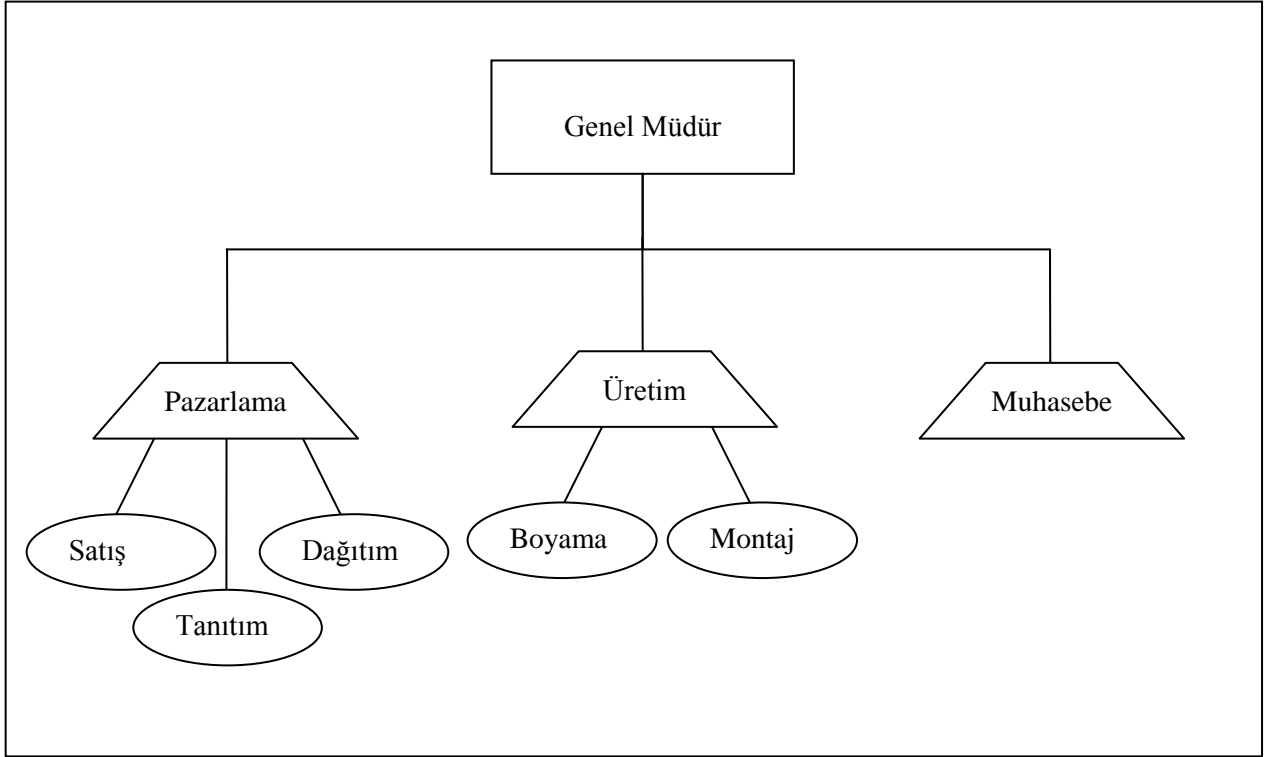 Genel Müdür
Pazarlama
Üretim
Muhasebe
Satış
Dağıtım
Boyama
Montaj
Tanıtım